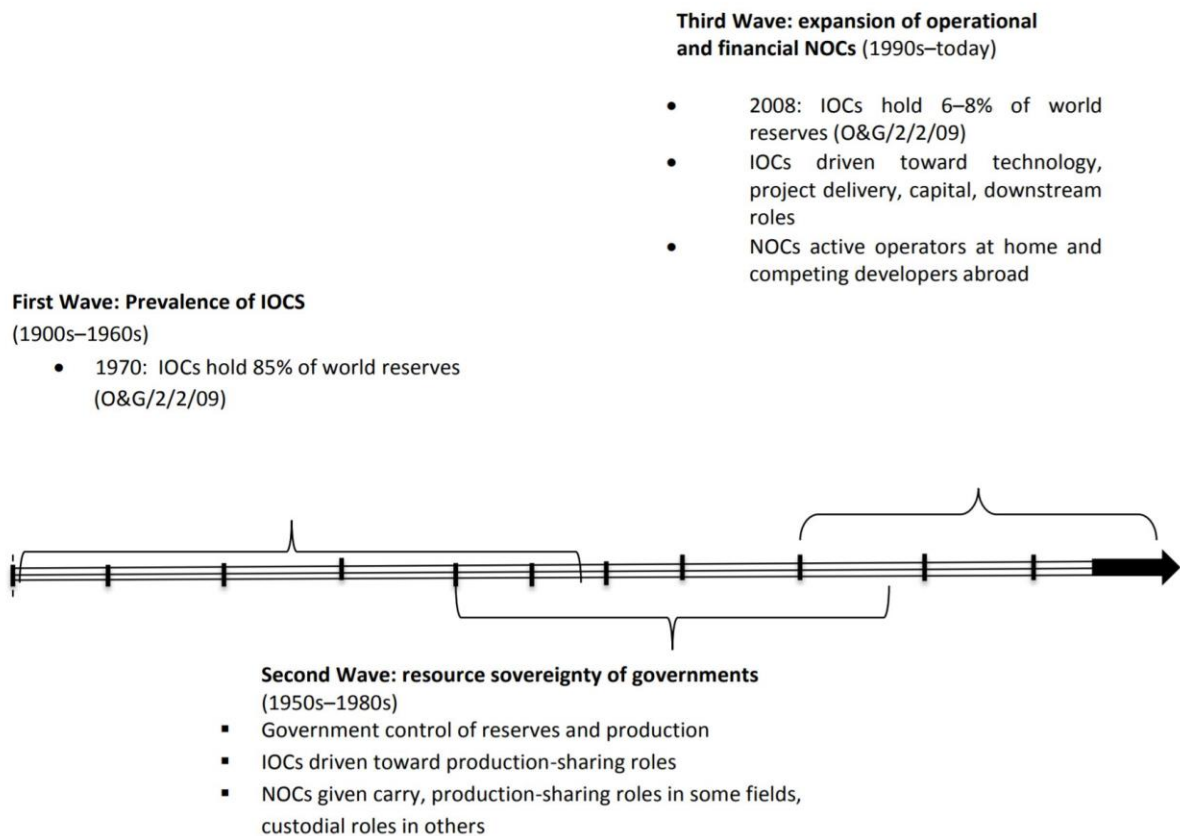 Third Wave: expansion of operational
and financial NOCs (1990s–today)
• 2008: IOCs hold 6–8% of world
reserves (O&G/2/2/09)
• IOCs driven toward technology,
project delivery, capital, downstream
roles
• NOCs active operators at home and
competing developers abroad
First Wave: Prevalence of IOCS
(1900s–1960s)
• 1970: IOCs hold 85% of world reserves
(O&G/2/2/09)
Second Wave: resource sovereignty of governments
(1950s–1980s)
▪ Government control of reserves and production
▪ IOCs driven toward production-sharing roles
▪ NOCs given carry, production-sharing roles in some fields,
custodial roles in others